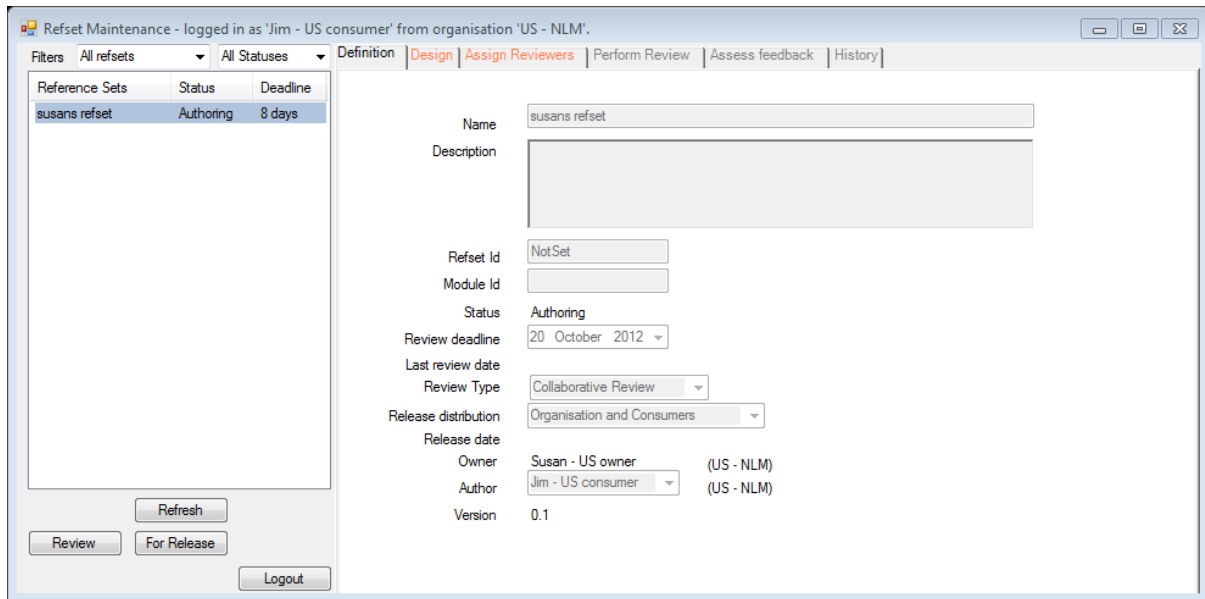 Refset Maintenance - logged in as 'Jim - US consumer' from organisation 'US - NLM'.
Filters All refsets All Statuses
Definition Design Assign Reviewers Perform Review Assess feedback History
Reference Sets Status Deadline
susans refset Authoring 8 days
Name susans refset
Description
Refset Id NotSet
Module Id
Status Authoring
Review deadline 20 October 2012
Last review date
Review Type Collaborative Review
Release distribution Organisation and Consumers
Release date
Owner Susan - US owner (US - NLM)
Author Jim - US consumer (US - NLM)
Version 0.1
Refresh
Review For Release
Logout